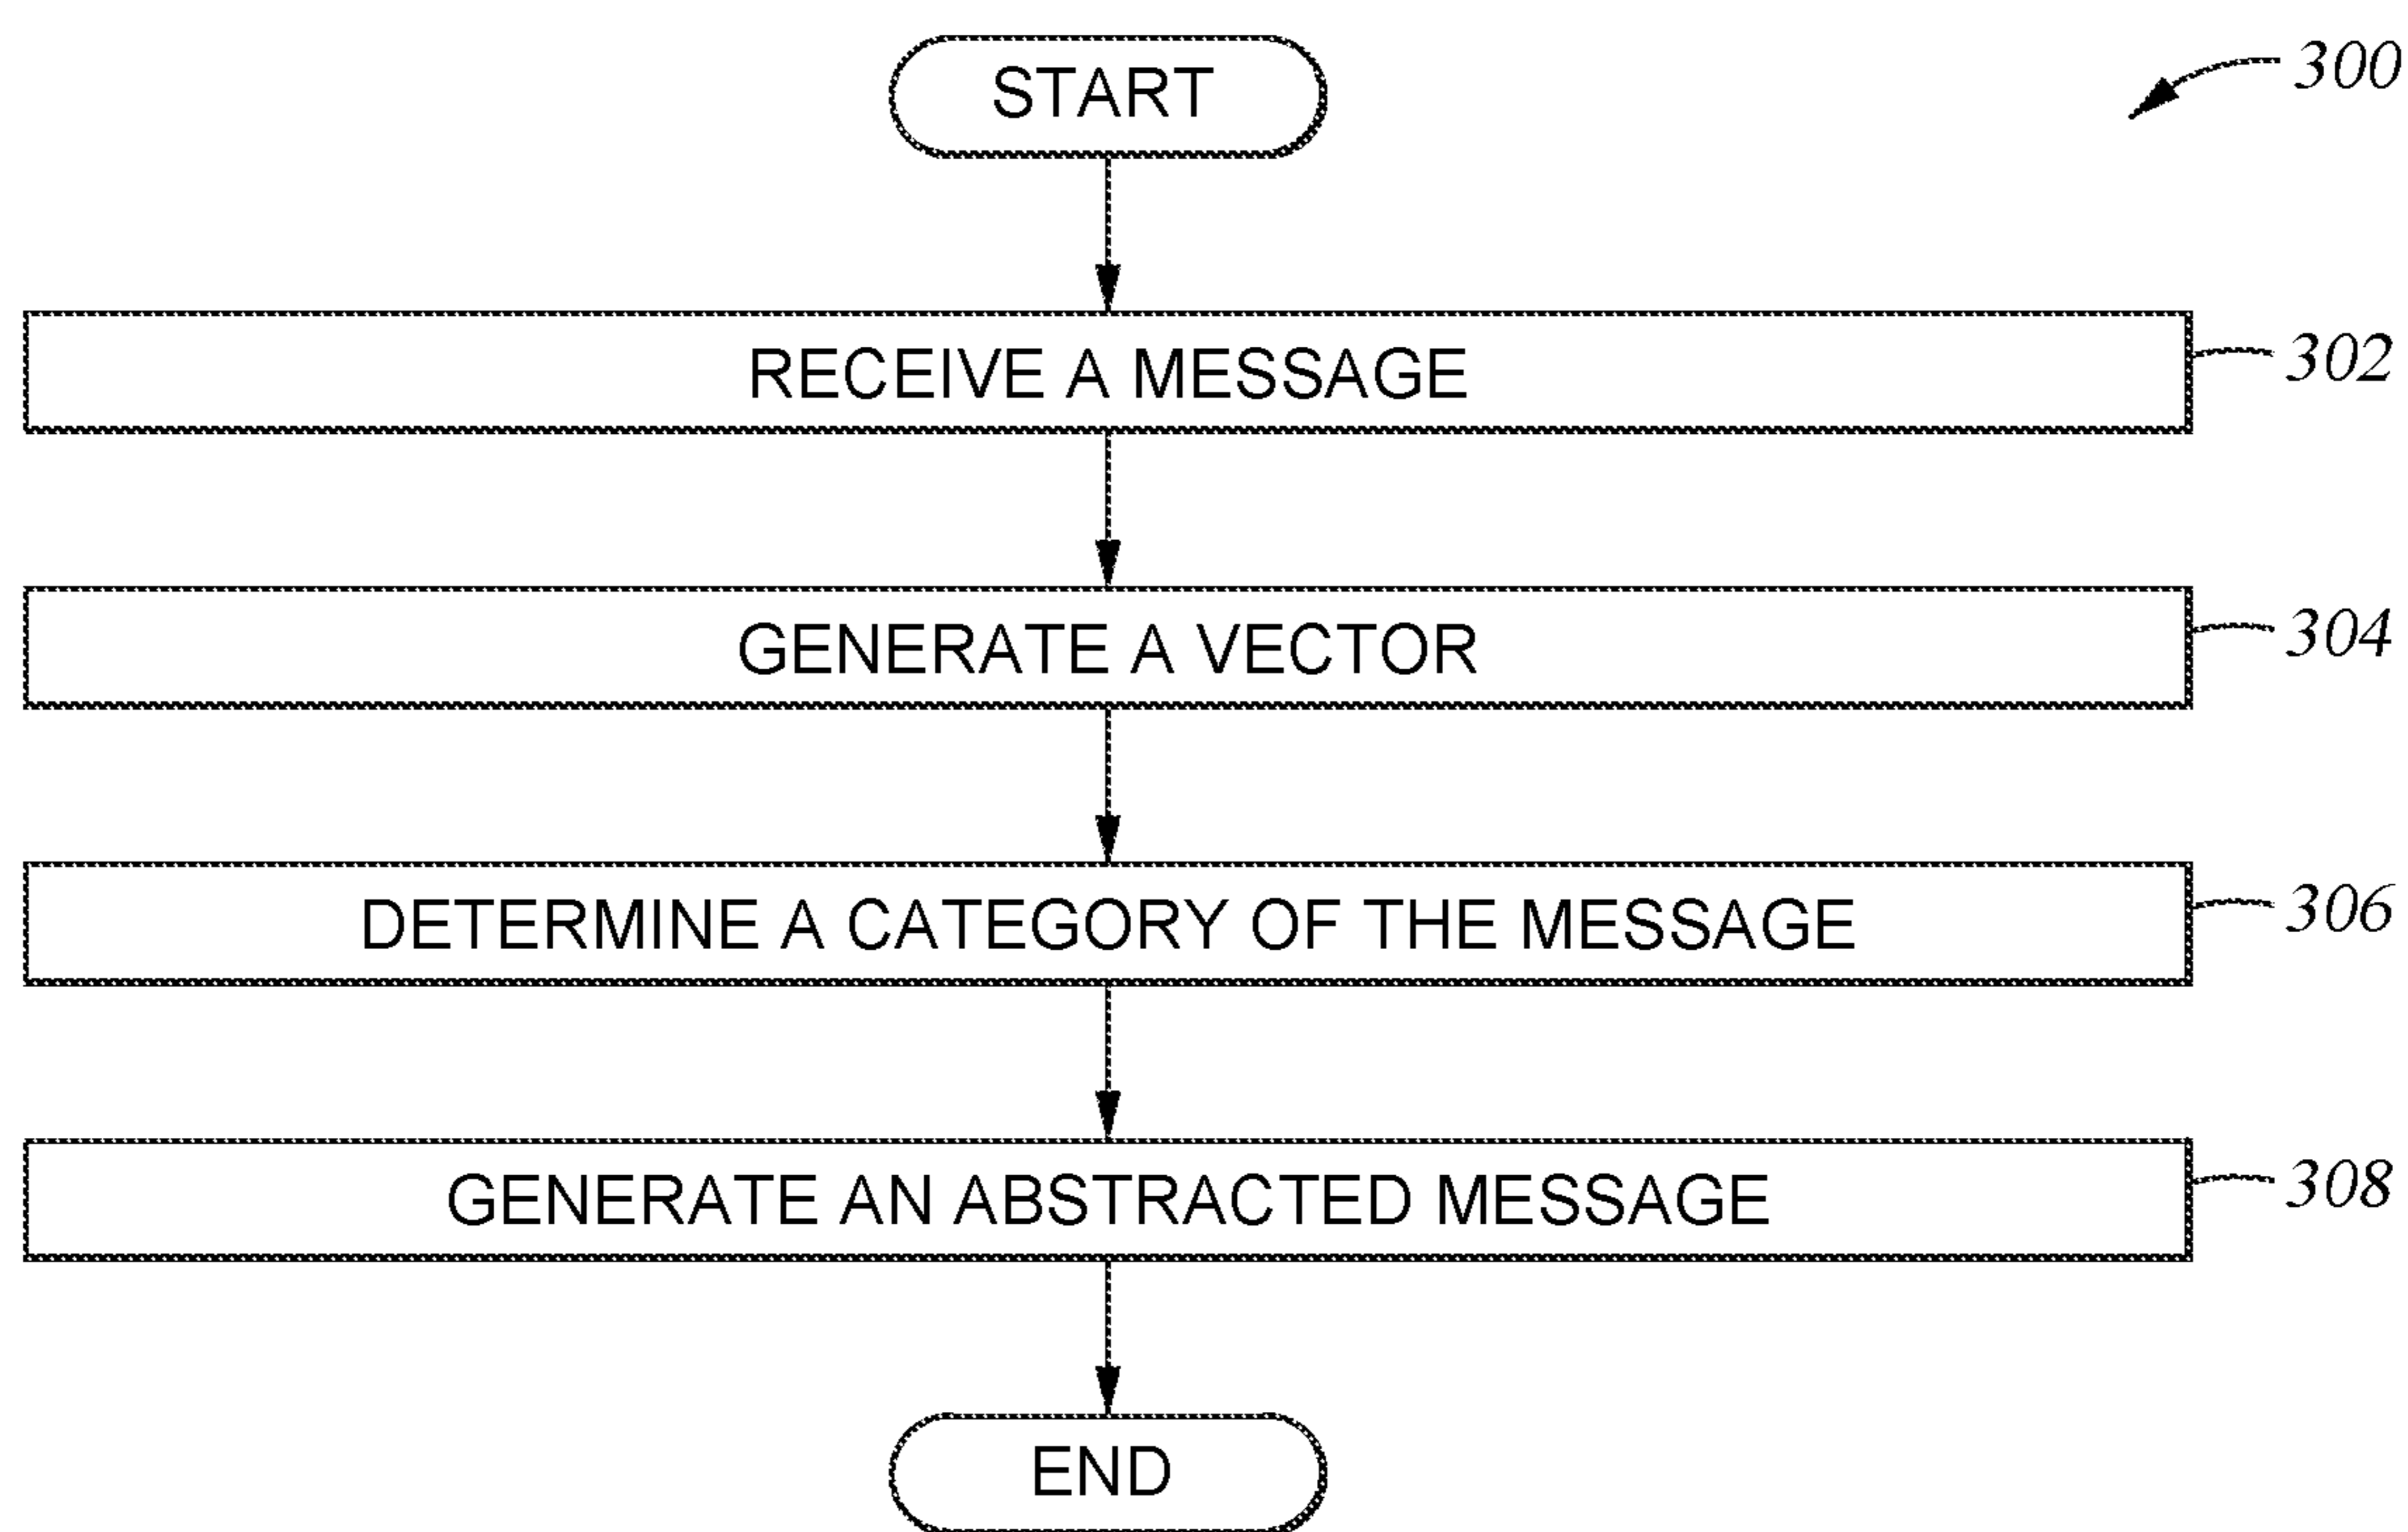 START
300
RECEIVE A MESSAGE
302
GENERATE A VECTOR
304
DETERMINE A CATEGORY OF THE MESSAGE
306
GENERATE AN ABSTRACTED MESSAGE
308
END